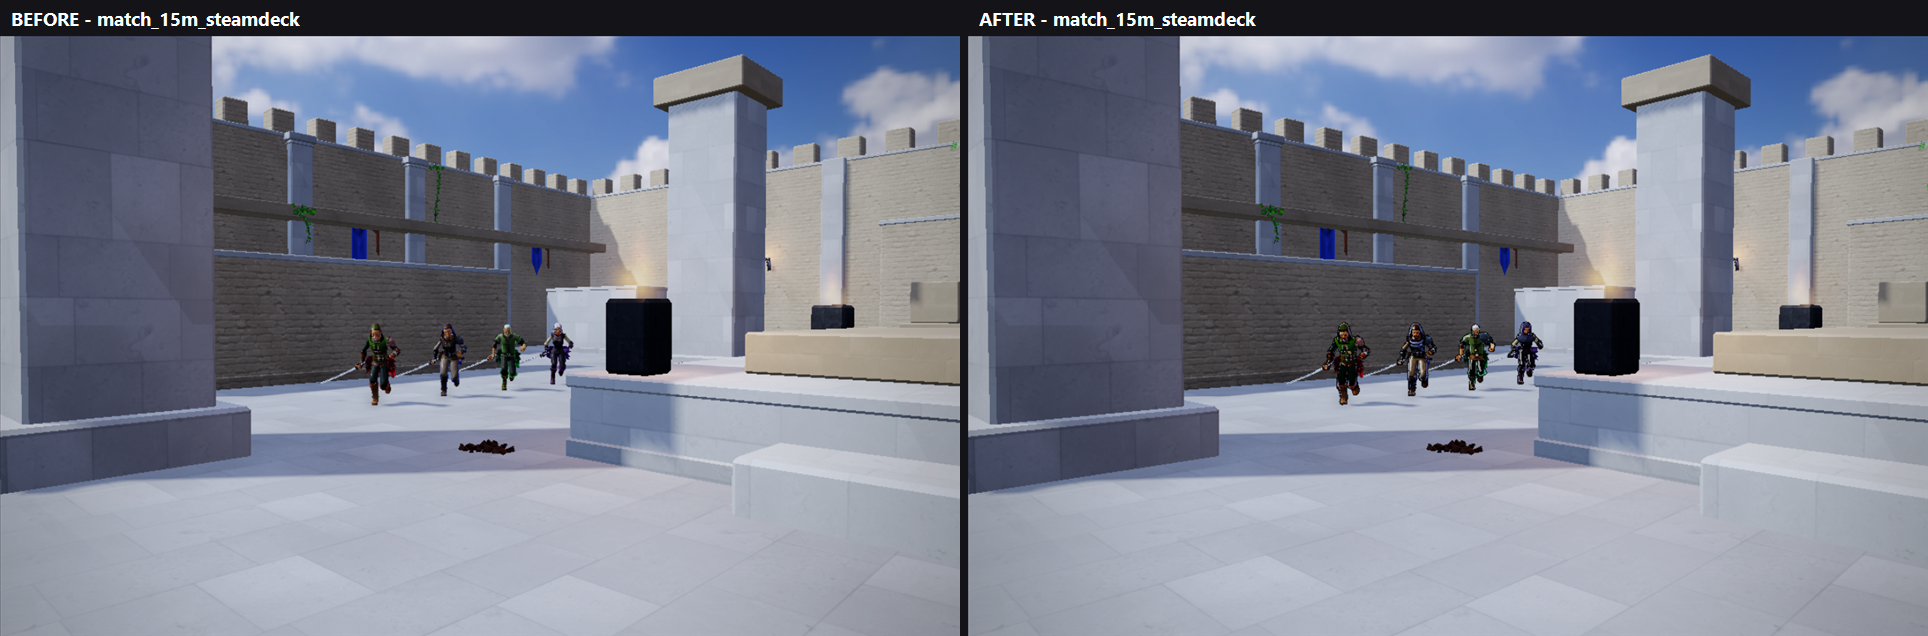 BEFORE - match_15m_steamdeck
AFTER - match_15m_steamdeck